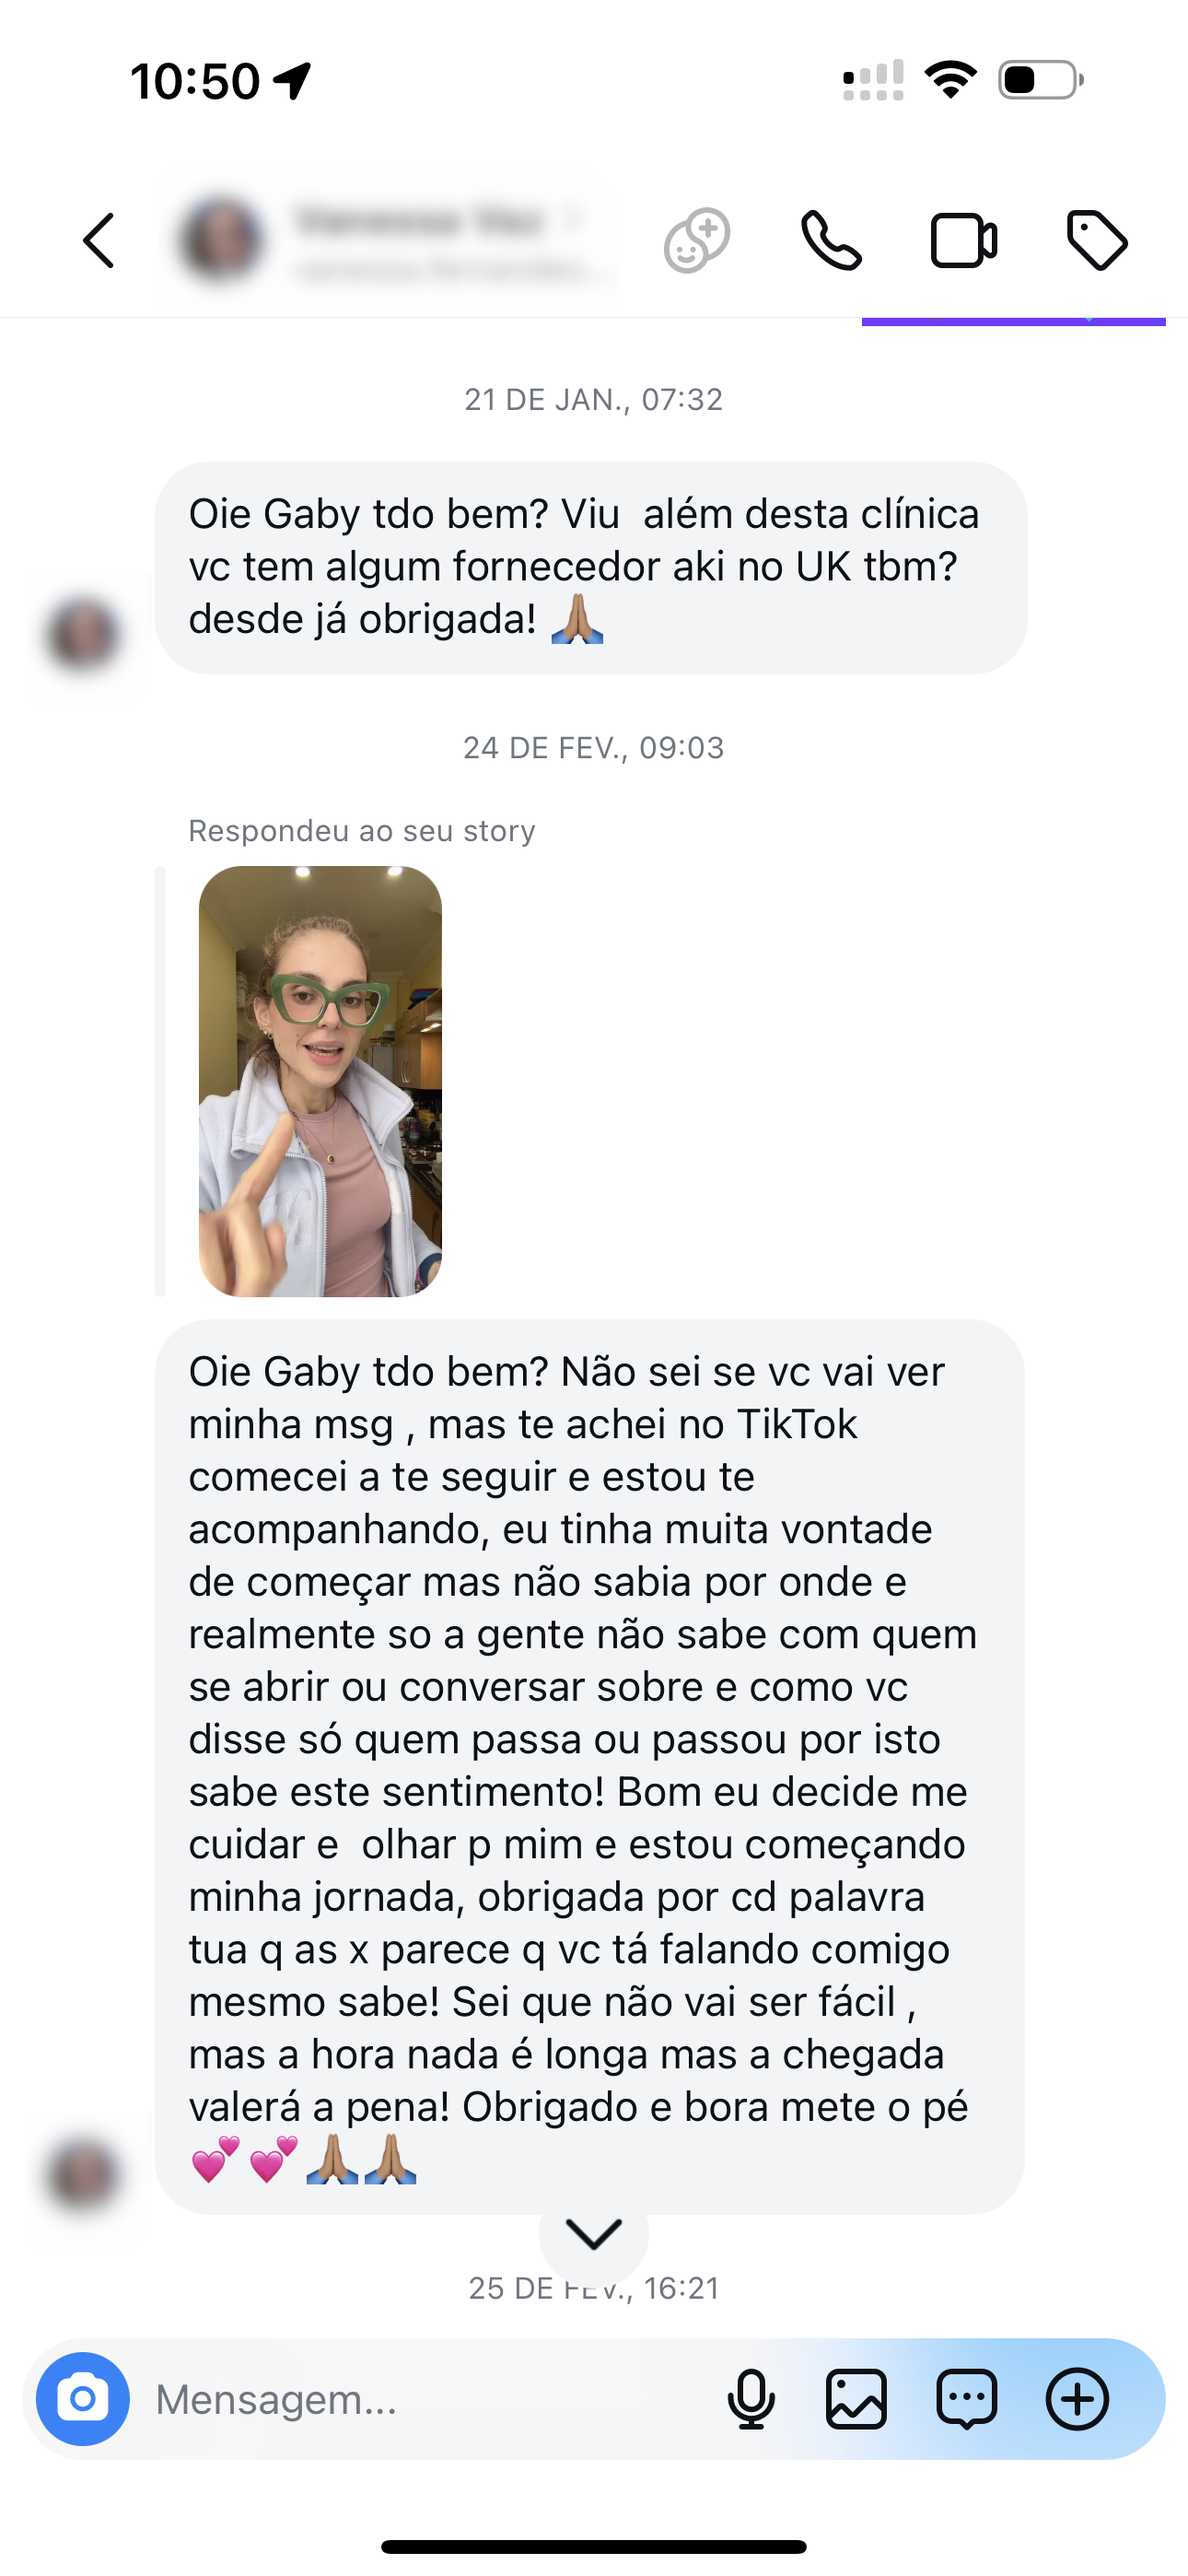 10:50
21 DE JAN., 07:32
Oie Gaby tdo bem? Viu  além desta clínica
vc tem algum fornecedor aki no UK tbm?
desde já obrigada! 🙏🏽
24 DE FEV., 09:03
Respondeu ao seu story
Oie Gaby tdo bem? Não sei se vc vai ver
minha msg , mas te achei no TikTok
comecei a te seguir e estou te
acompanhando, eu tinha muita vontade
de começar mas não sabia por onde e
realmente so a gente não sabe com quem
se abrir ou conversar sobre e como vc
disse só quem passa ou passou por isto
sabe este sentimento! Bom eu decide me
cuidar e  olhar p mim e estou começando
minha jornada, obrigada por cd palavra
tua q as x parece q vc tá falando comigo
mesmo sabe! Sei que não vai ser fácil ,
mas a hora nada é longa mas a chegada
valerá a pena! Obrigado e bora mete o pé
💕💕🙏🏽🙏🏽
25 DE FEV., 16:21
Mensagem...